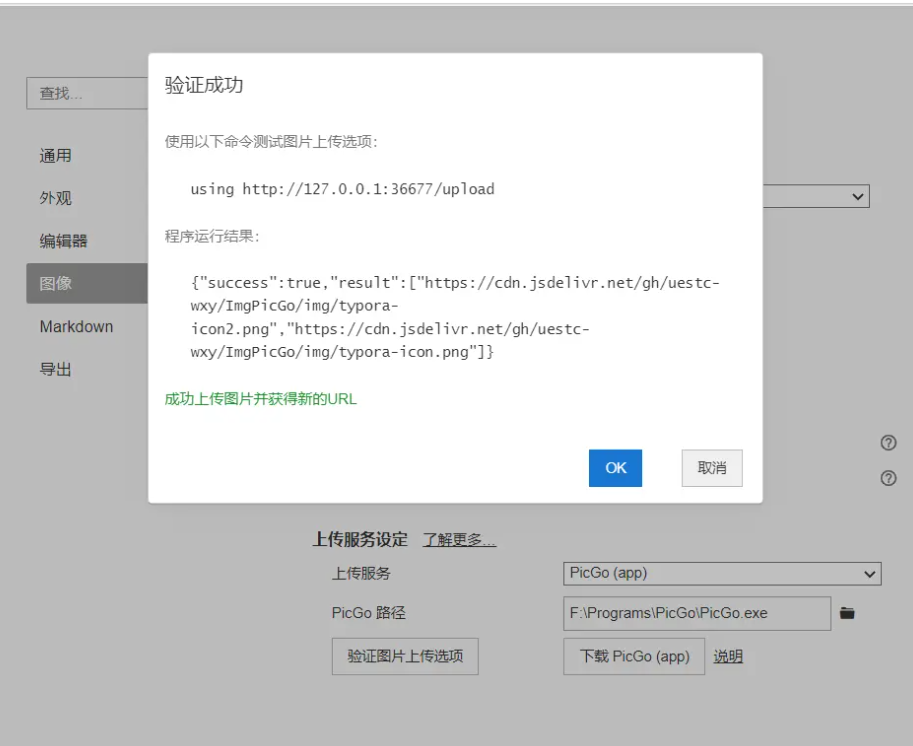 验证成功
使用以下命令测试图片上传选项:
using http://127.0.0.1:36677/upload
程序运行结果:
{"success":true,"result":["https://cdn.jsdelivr.net/gh/uestc-
wxy/ImgPicGo/img/typora-
icon2.png","https://cdn.jsdelivr.net/gh/uestc-
wxy/ImgPicGo/img/typora-icon.png"]}
成功上传图片并获得新的URL
OK 取消
查找...
通用
外观
编辑器
图像
Markdown
导出
上传服务设定 了解更多...
上传服务 PicGo (app)
PicGo 路径 F:\Programs\PicGo\PicGo.exe
验证图片上传选项 下载 PicGo (app) 说明